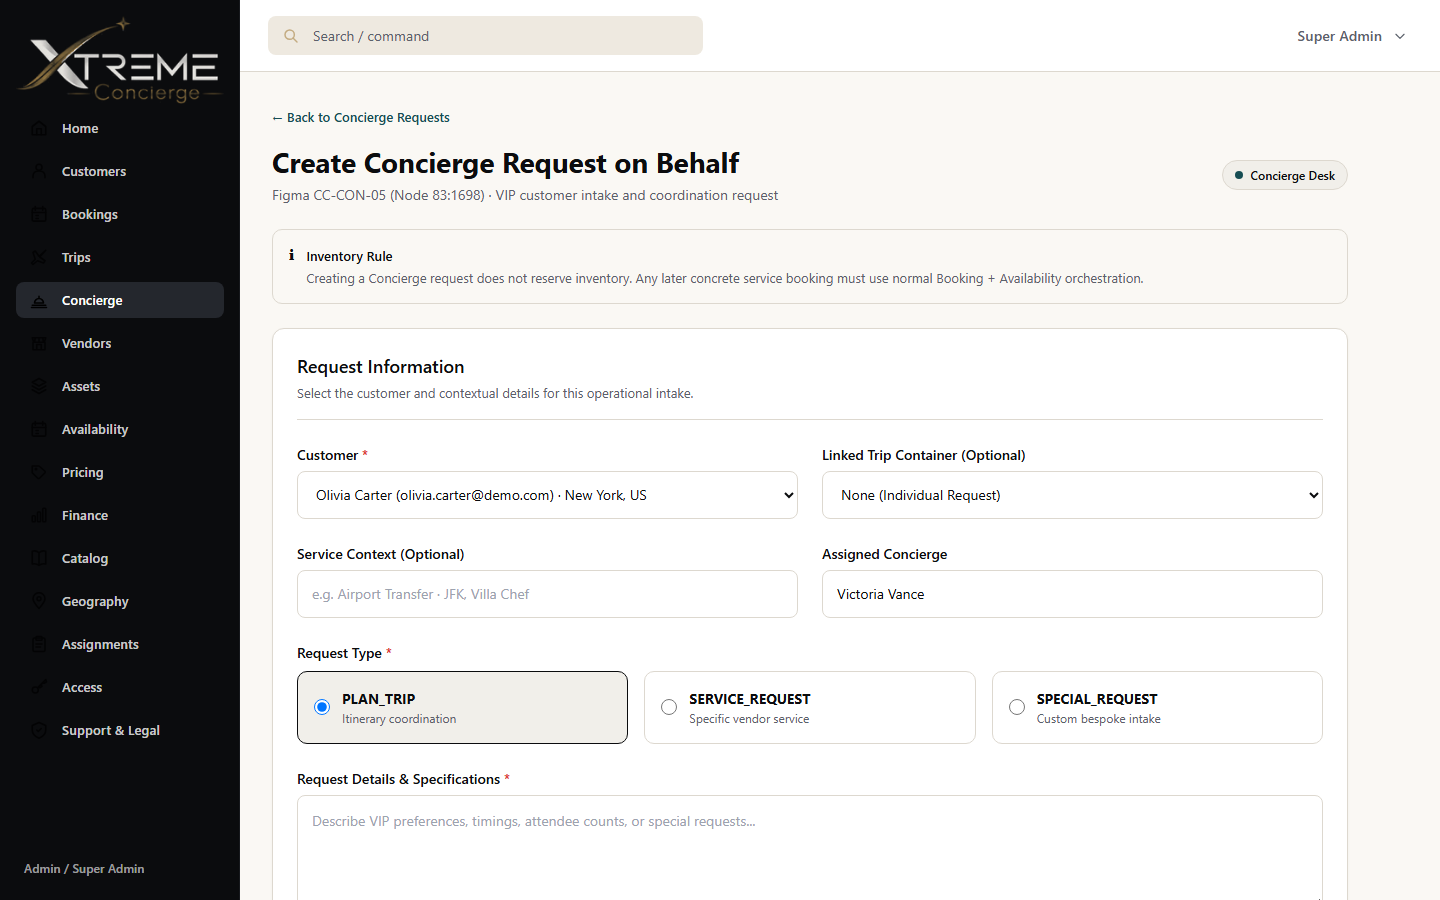 XTREME
Concierge
Home
Customers
Bookings
Trips
Concierge
Vendors
Assets
Availability
Pricing
Finance
Catalog
Geography
Assignments
Access
Support & Legal
Admin / Super Admin
Search / command
Super Admin
← Back to Concierge Requests
Create Concierge Request on Behalf
Figma CC-CON-05 (Node 83:1698) · VIP customer intake and coordination request
Concierge Desk
Inventory Rule
Creating a Concierge request does not reserve inventory. Any later concrete service booking must use normal Booking + Availability orchestration.
Request Information
Select the customer and contextual details for this operational intake.
Customer *
Olivia Carter (olivia.carter@demo.com) · New York, US
Linked Trip Container (Optional)
None (Individual Request)
Service Context (Optional)
e.g. Airport Transfer · JFK, Villa Chef
Assigned Concierge
Victoria Vance
Request Type *
PLAN_TRIP
Itinerary coordination
SERVICE_REQUEST
Specific vendor service
SPECIAL_REQUEST
Custom bespoke intake
Request Details & Specifications *
Describe VIP preferences, timings, attendee counts, or special requests...